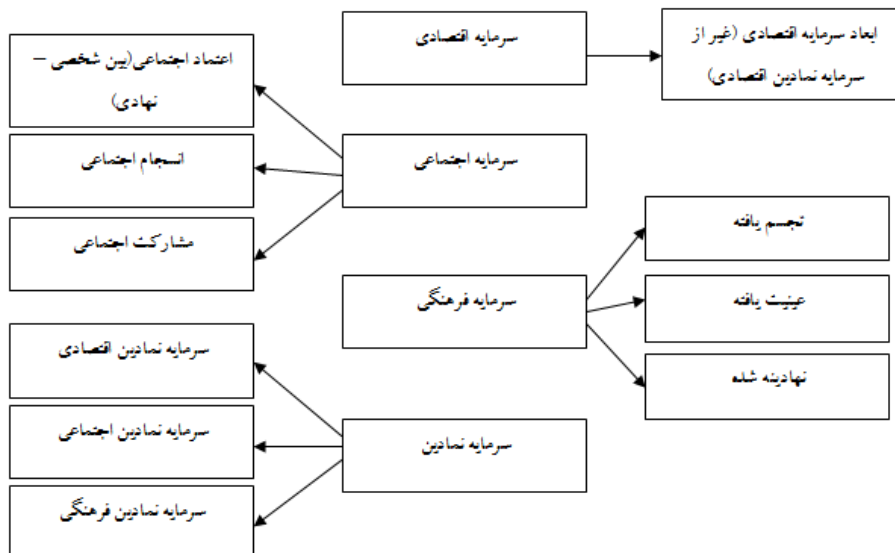 ابعاد سرمایه اقتصادی (غیر از
سرمایه نمادین اقتصادی)
سرمایه اقتصادی
اعتماد اجتماعی(بین شخصی –
نهادی)
سرمایه اجتماعی
انسجام اجتماعی
مشارکت اجتماعی
تجسم یافته
سرمایه فرهنگی
عینیت یافته
نهادینه شده
سرمایه نمادین اقتصادی
سرمایه نمادین
سرمایه نمادین اجتماعی
سرمایه نمادین فرهنگی